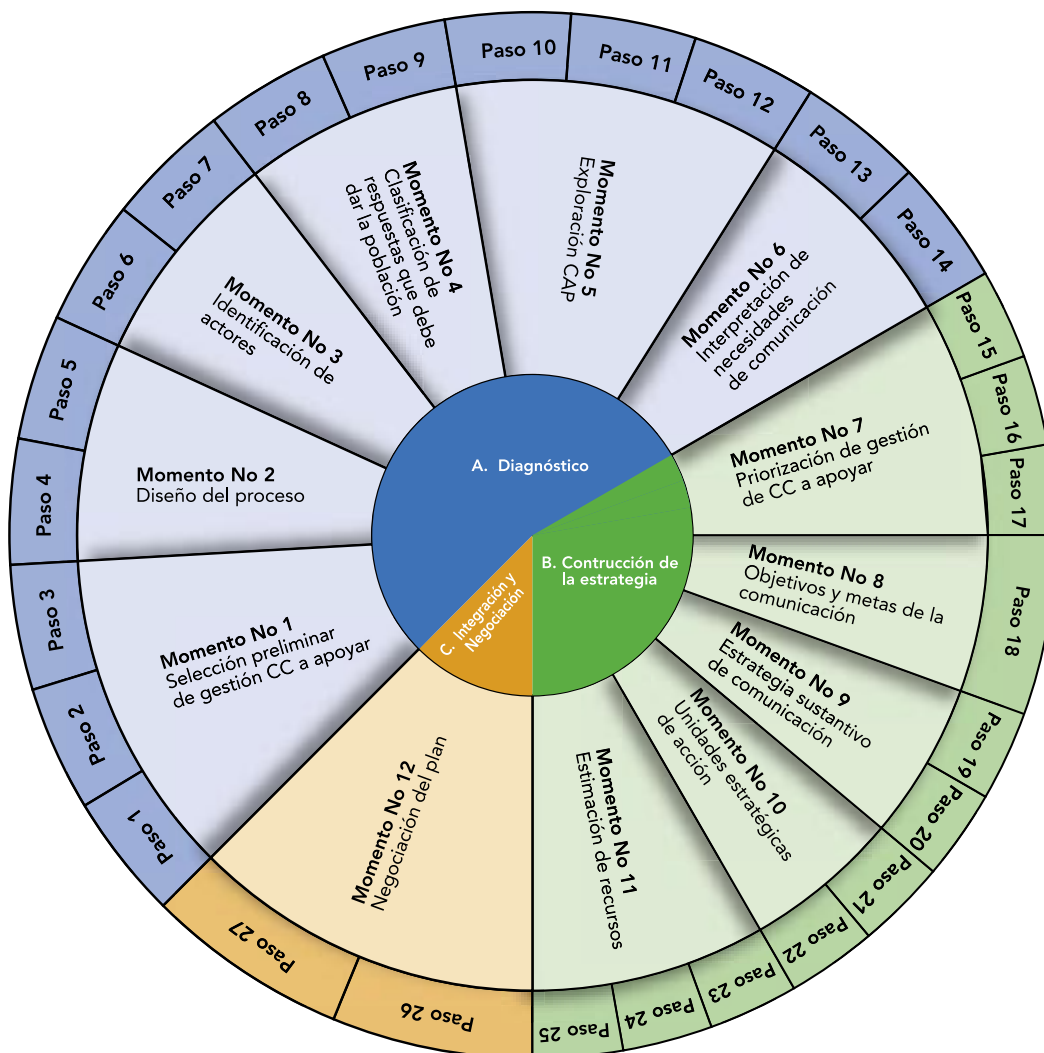 A. Diagnóstico
B. Contrucción de
la estrategia
C. Integración y
Negociación
Momento No 1
Selección preliminar
de gestión CC a apoyar
Momento No 2
Diseño del proceso
Momento No 3
Identificación de
actores
Momento No 4
Clasificación de
respuestas que debe
dar la población
Momento No 5
Exploración CAP
Momento No 6
Interpretación de
necesidades
de comunicación
Momento No 7
Priorización de gestión
de CC a apoyar
Momento No 8
Objetivos y metas de la
comunicación
Momento No 9
Estrategia sustantivo
de comunicación
Momento No 10
Unidades estratégicas
de acción
Momento No 11
Estimación de recursos
Momento No 12
Negociación del plan
Paso 1
Paso 2
Paso 3
Paso 4
Paso 5
Paso 6
Paso 7
Paso 8
Paso 9
Paso 10
Paso 11
Paso 12
Paso 13
Paso 14
Paso 15
Paso 16
Paso 17
Paso 18
Paso 19
Paso 20
Paso 21
Paso 22
Paso 23
Paso 24
Paso 25
Paso 26
Paso 27